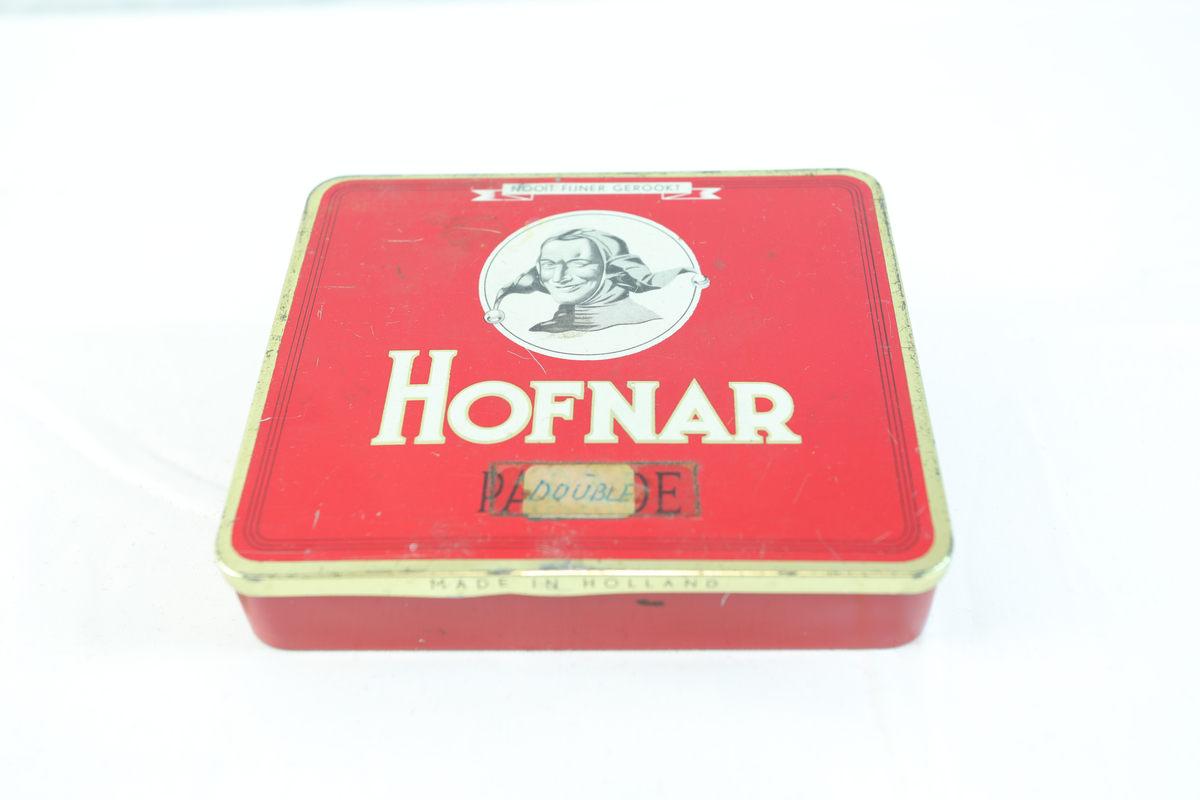 NOOIT FIJNER GEROOKT
HOFNAR
DOUBLE
MADE IN HOLLAND